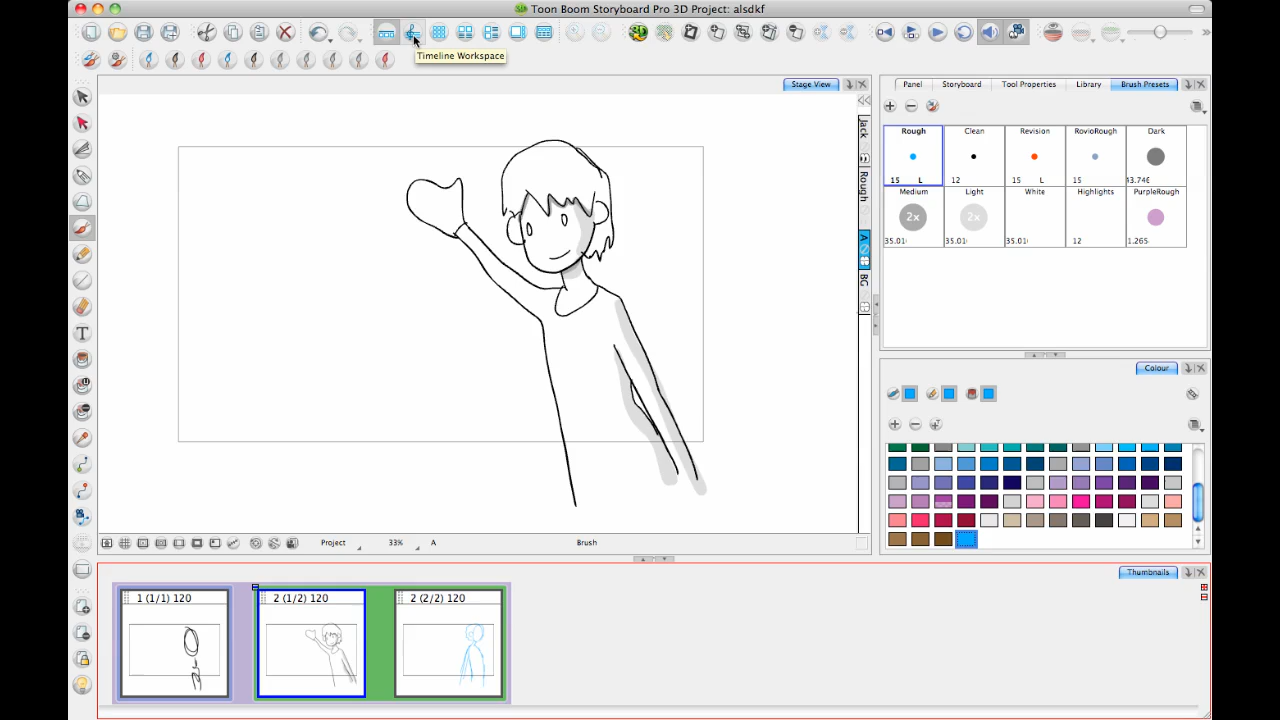 Toon Boom Storyboard Pro 3D Project: alsdkf
Timeline Workspace
Stage View
Panel Storyboard Tool Properties Library Brush Presets
Rough Clean Revision RovioRough Dark
15 L 12 15 L 15 43.746
Medium Light White Highlights PurpleRough
2x 2x
35.01 35.01 35.01 12 1.265
Jack
Rough
A
BG
Colour
T
Project 33% A Brush
Thumbnails
1 (1/1) 120 2 (1/2) 120 2 (2/2) 120